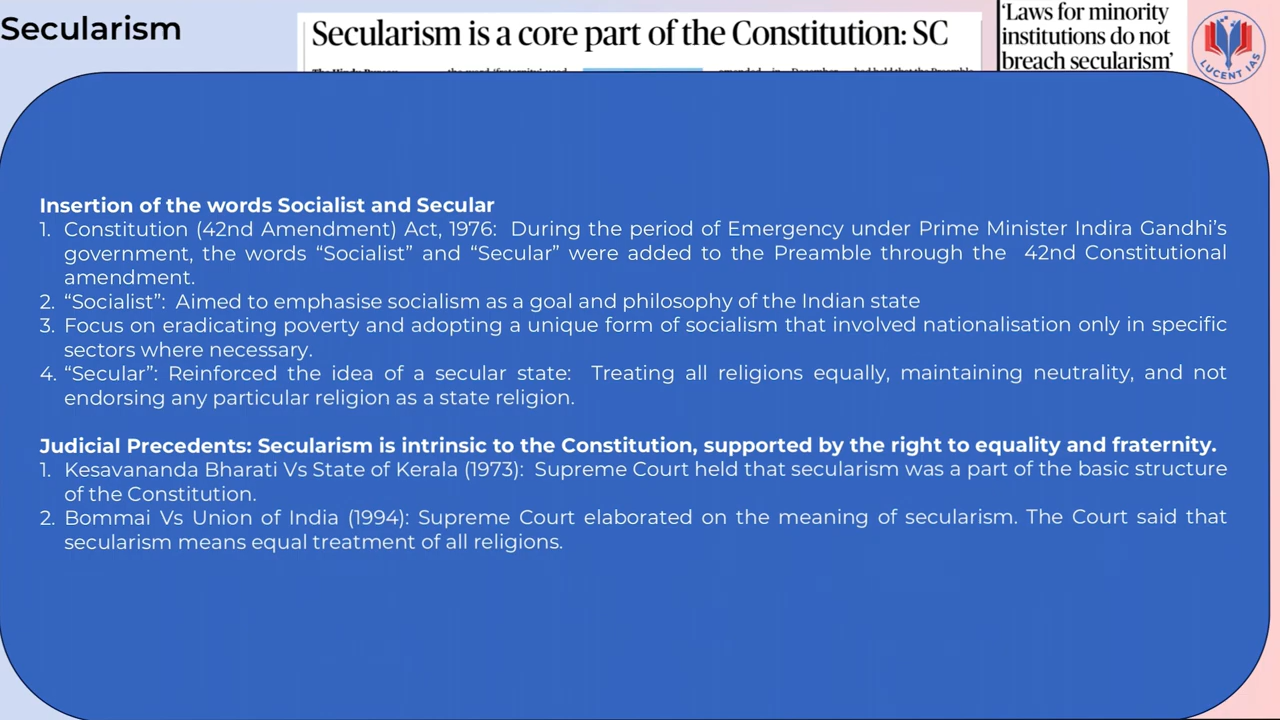 Secularism
Secularism is a core part of the Constitution: SC
'Laws for minority
institutions do not
breach secularism'
LUCENT IAS
Insertion of the words Socialist and Secular
1. Constitution (42nd Amendment) Act, 1976: During the period of Emergency under Prime Minister Indira Gandhi's
government, the words “Socialist” and “Secular” were added to the Preamble through the 42nd Constitutional
amendment.
2. “Socialist”: Aimed to emphasise socialism as a goal and philosophy of the Indian state
3. Focus on eradicating poverty and adopting a unique form of socialism that involved nationalisation only in specific
sectors where necessary.
4. “Secular”: Reinforced the idea of a secular state: Treating all religions equally, maintaining neutrality, and not
endorsing any particular religion as a state religion.
Judicial Precedents: Secularism is intrinsic to the Constitution, supported by the right to equality and fraternity.
1. Kesavananda Bharati Vs State of Kerala (1973): Supreme Court held that secularism was a part of the basic structure
of the Constitution.
2. Bommai Vs Union of India (1994): Supreme Court elaborated on the meaning of secularism. The Court said that
secularism means equal treatment of all religions.